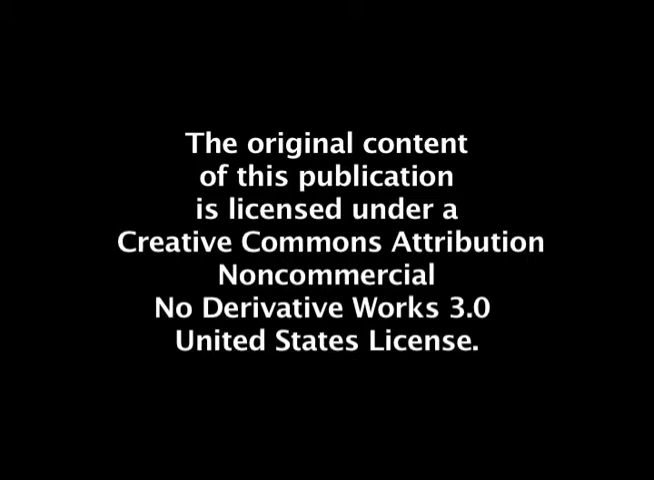 The original content
of this publication
is licensed under a
Creative Commons Attribution
Noncommercial
No Derivative Works 3.0
United States License.